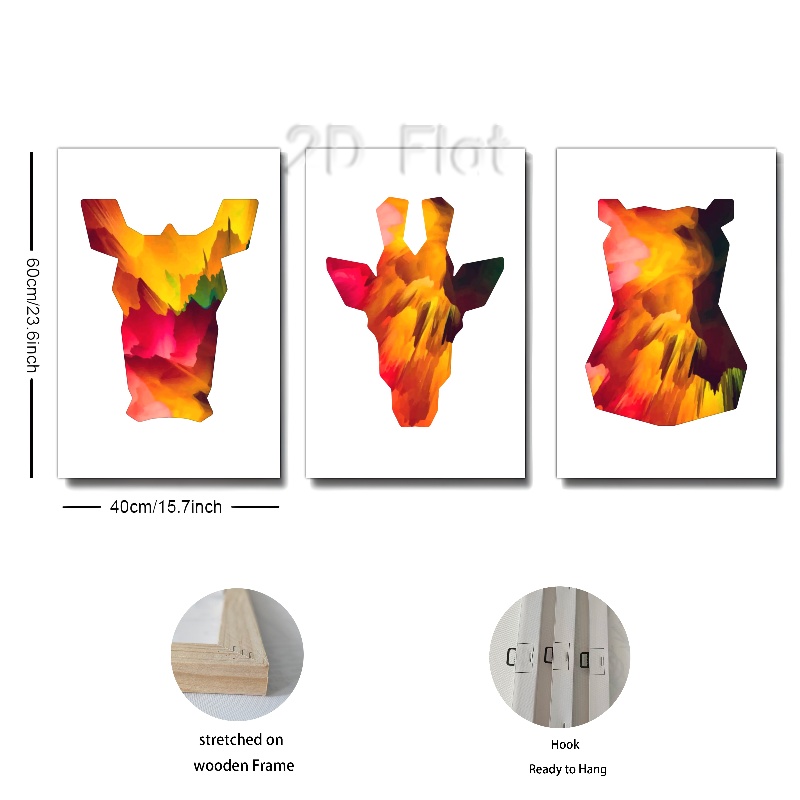 2D Flat
60cm/23.6inch
40cm/15.7inch
stretched on
wooden Frame
Hook
Ready to Hang